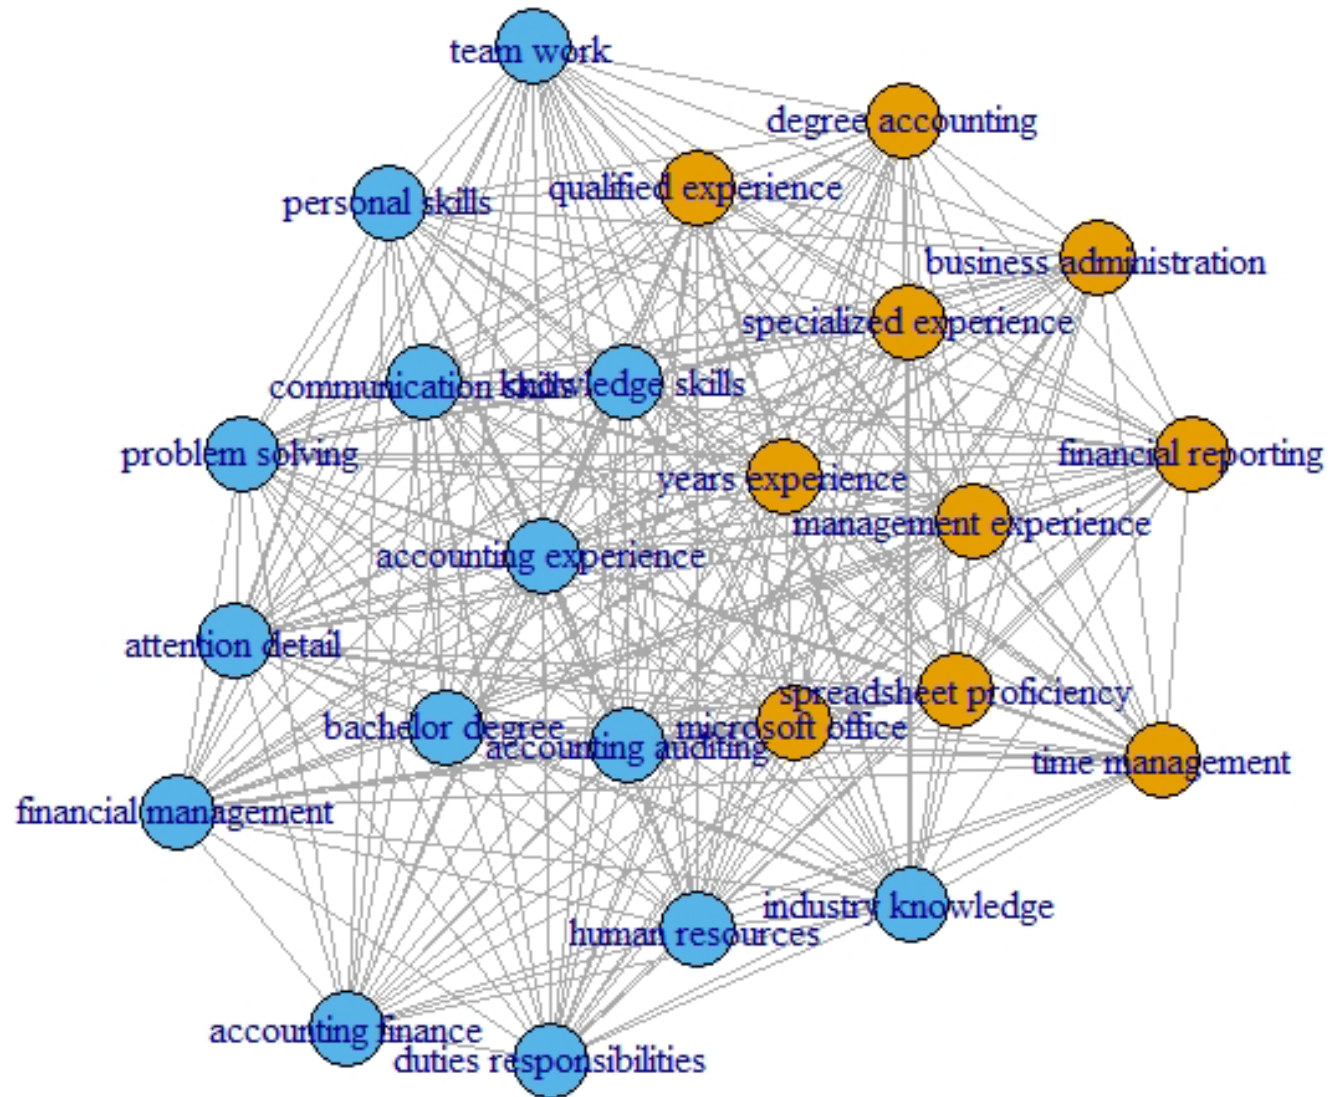 team work
degree accounting
qualified experience
personal skills
business administration
specialized experience
communication skills
knowledge skills
problem solving
financial reporting
years experience
management experience
accounting experience
attention detail
spreadsheet proficiency
bachelor degree
microsoft office
accounting auditing
time management
financial management
industry knowledge
human resources
accounting finance
duties responsibilities